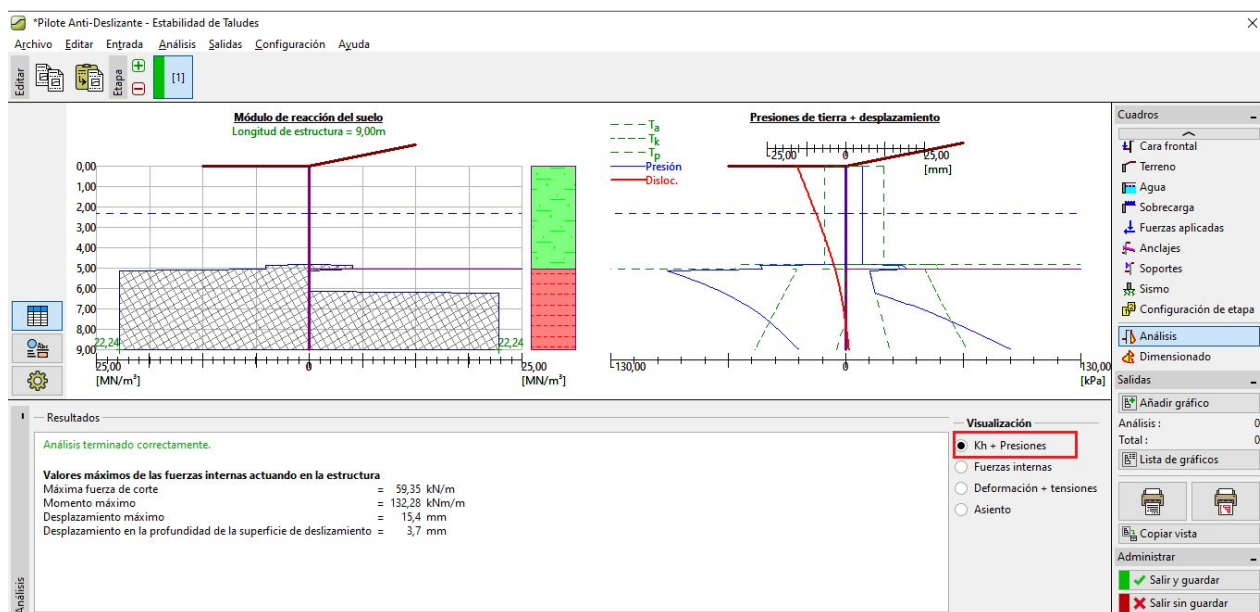 *Pilote Anti-Deslizante - Estabilidad de Taludes
Archivo Editar Entrada Análisis Salidas Configuración Ayuda
Editar
Etapa
[1]
Módulo de reacción del suelo
Longitud de estructura = 9,00m
0,00
1,00
2,00
3,00
4,00
5,00
6,00
7,00
8,00
9,00
22,24
22,24
25,00
0
25,00
[MN/m³]
[MN/m³]
Ta
Tk
Tp
Presión
Disloc.
Presiones de tierra + desplazamiento
25,00
0
25,00
[mm]
-130,00
0
130,00
[kPa]
Resultados
Análisis terminado correctamente.
Valores máximos de las fuerzas internas actuando en la estructura
Máxima fuerza de corte = 59,35 kN/m
Momento máximo = 132,28 kNm/m
Desplazamiento máximo = 15,4 mm
Desplazamiento en la profundidad de la superficie de deslizamiento = 3,7 mm
Análisis
Visualización
Kh + Presiones
Fuerzas internas
Deformación + tensiones
Asiento
Cuadros
Cara frontal
Terreno
Agua
Sobrecarga
Fuerzas aplicadas
Anclajes
Soportes
Sismo
Configuración de etapa
Análisis
Dimensionado
Salidas
Añadir gráfico
Análisis : 0
Total : 0
Lista de gráficos
Copiar vista
Administrar
Salir y guardar
Salir sin guardar